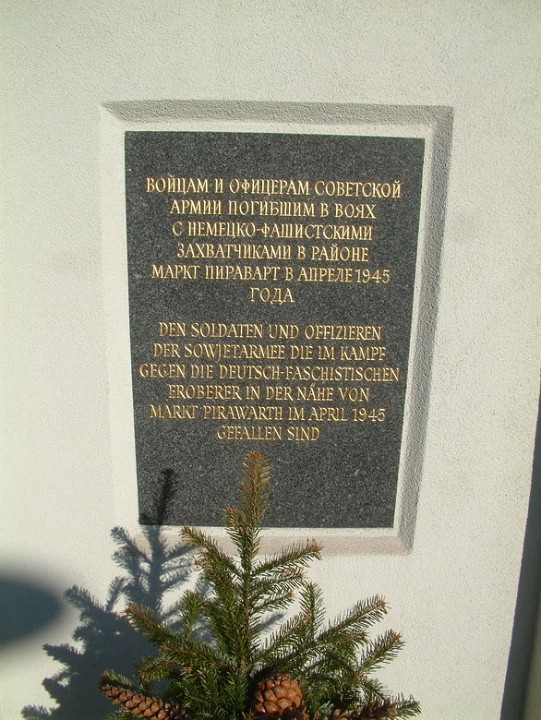 ВОЙЦАМ И ОФИЦЕРАМ СОВЕТСКОЙ
АРМИИ ПОГИБШИМ В ВОЯХ
С НЕМЕЦКО-ФАШИСТСКИМИ
ЗАХВАТЧИКАМИ В РАЙОНЕ
МАРКТ ПИРАВАРТ В АПРЕЛЕ 1945
ГОДА
DEN SOLDATEN UND OFFIZIEREN
DER SOWJETARMEE DIE IM KAMPF
GEGEN DIE DEUTSCH-FASCHISTISCHEN
EROBERER IN DER NÄHE VON
MARKT PIRAWARTH IM APRIL 1945
GEFALLEN SIND